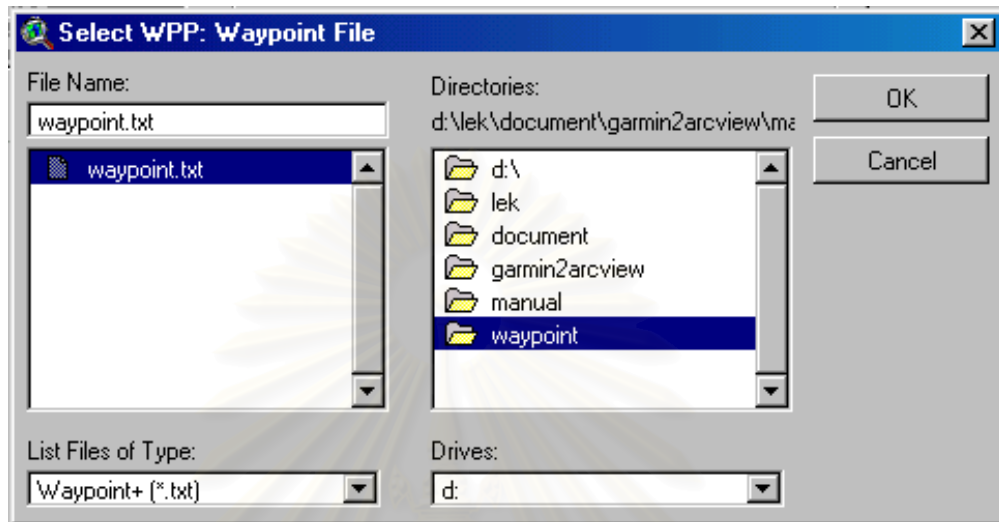 Select WPP: Waypoint File
File Name:
waypoint.txt
waypoint.txt
List Files of Type:
Waypoint+ (*.txt)
Directories:
d:\lek\document\garmin2arcview\ma
d:\
lek
document
garmin2arcview
manual
waypoint
Drives:
d:
OK
Cancel